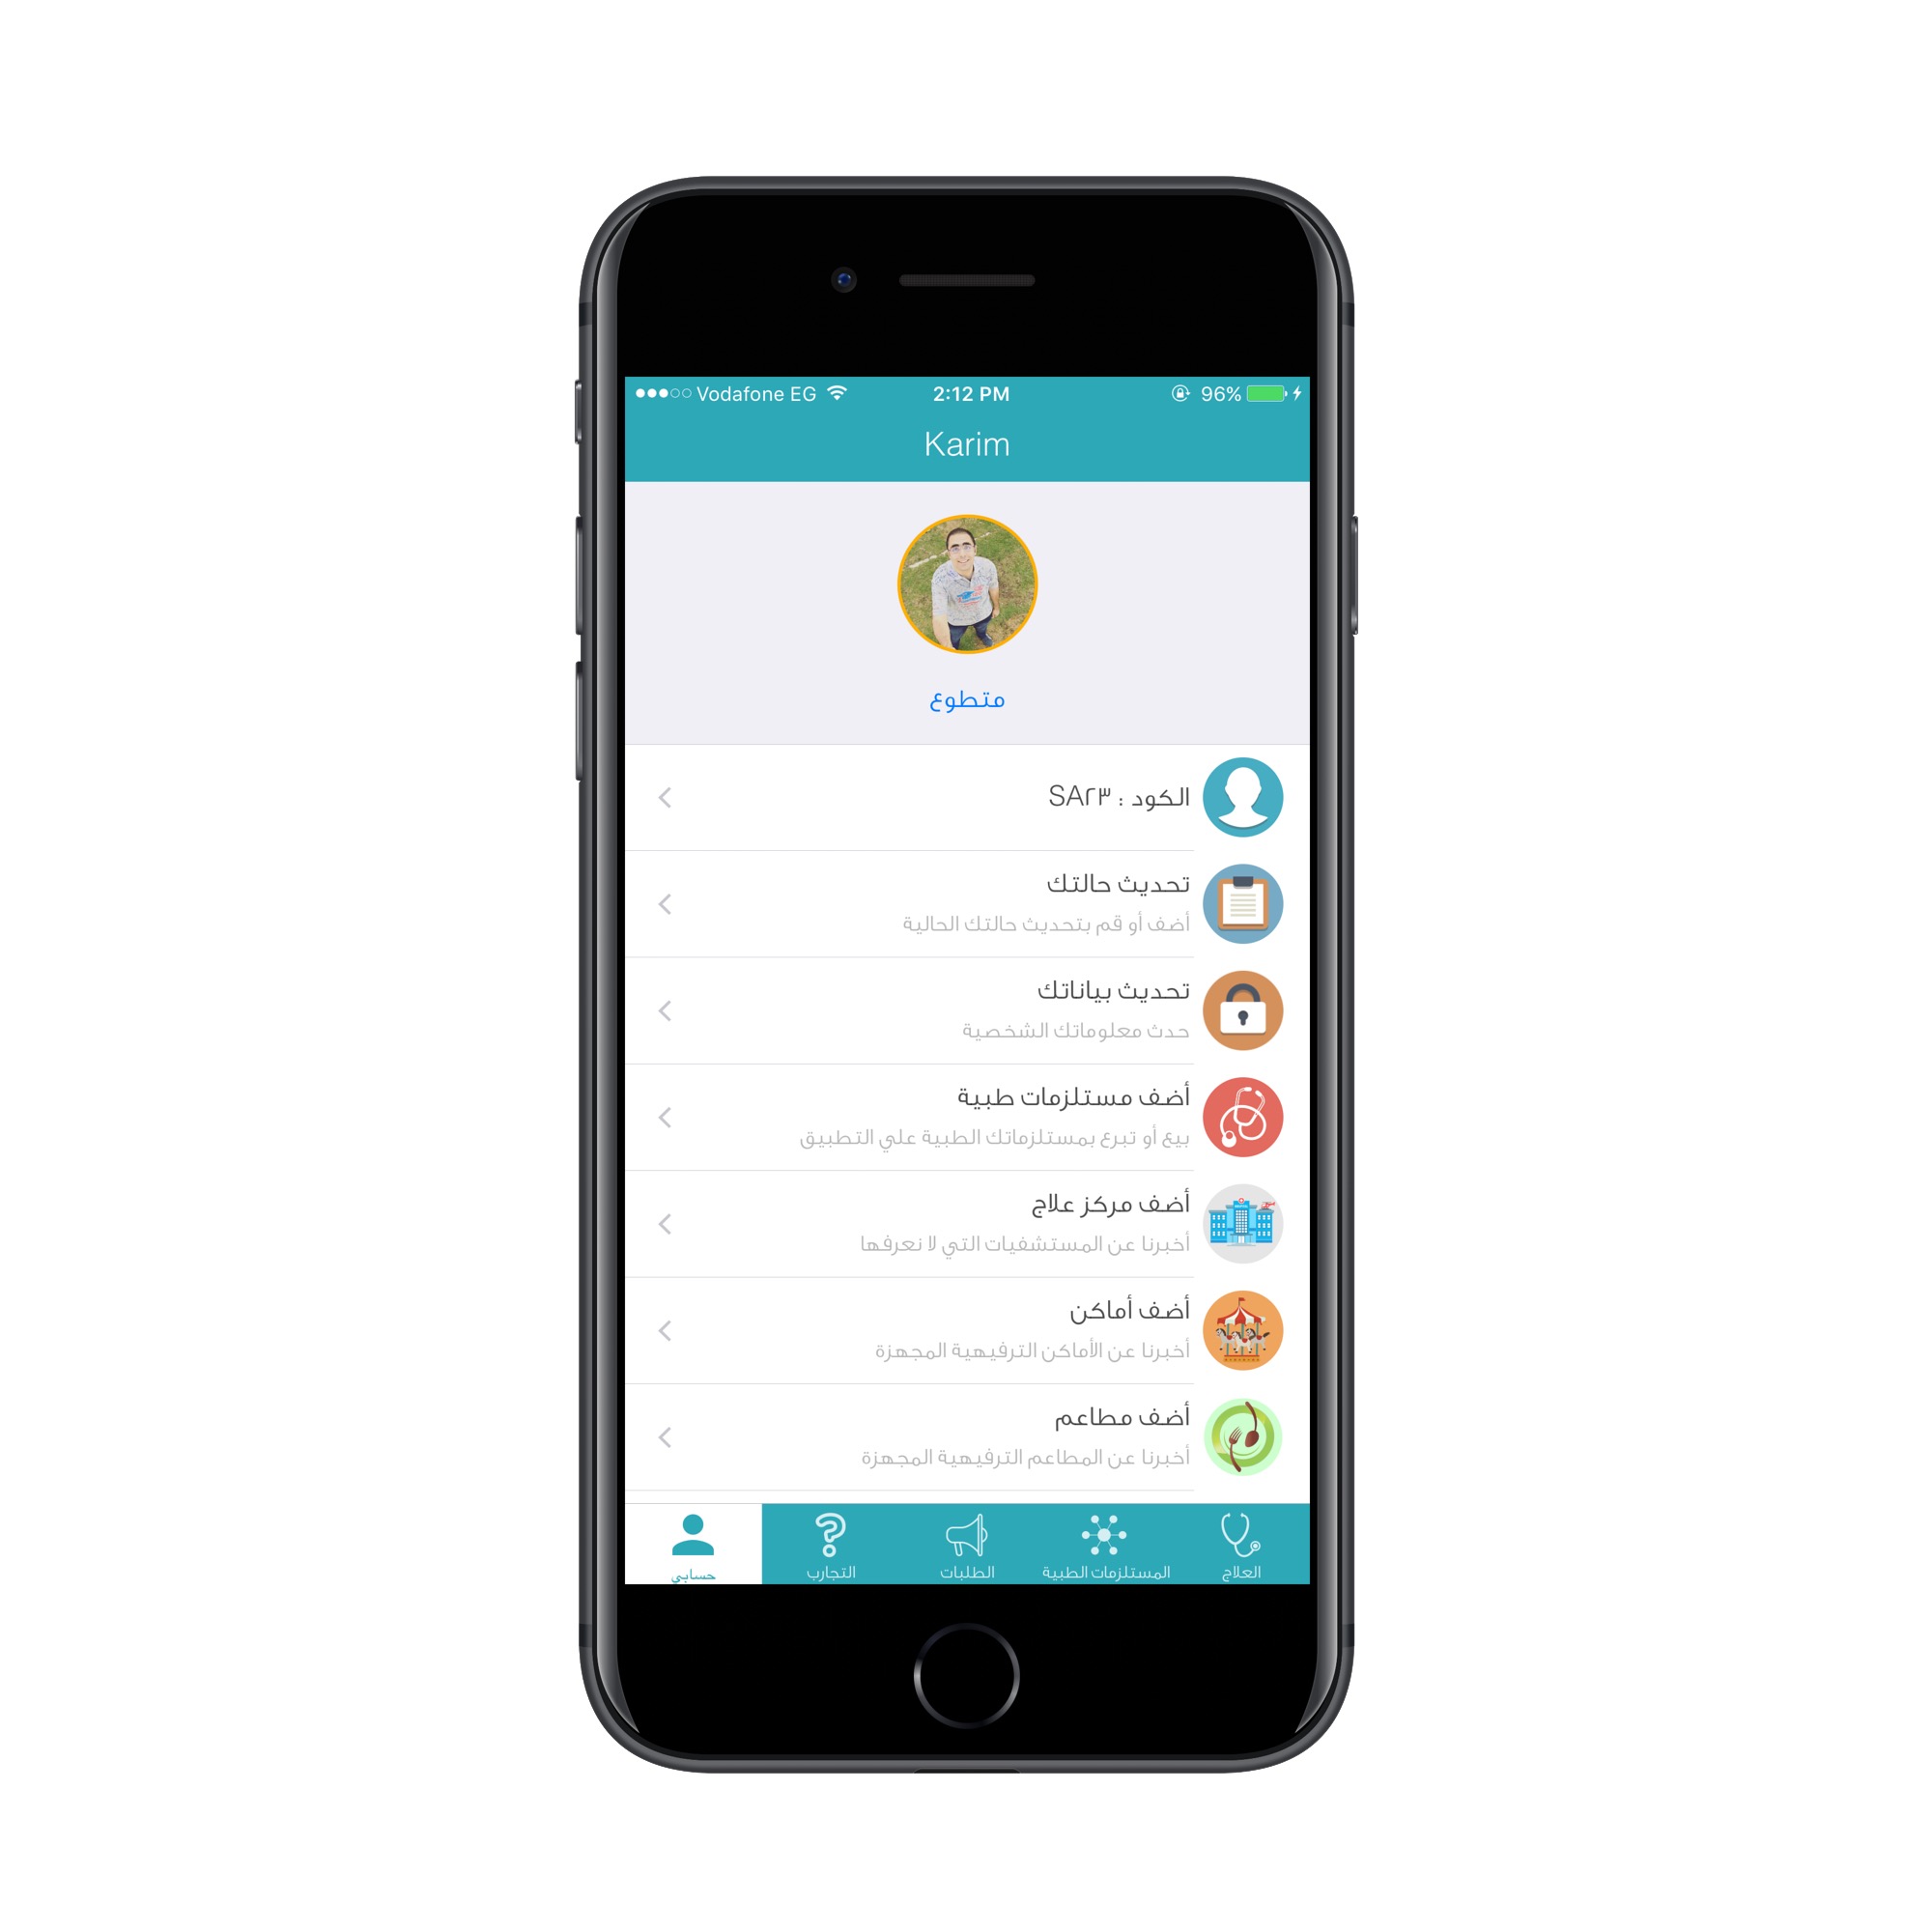 Vodafone EG 2:12 PM 96%
Karim
متطوع
الكود : SA٢٣
تحديث حالتك
أضف أو قم بتحديث حالتك الحالية
تحديث بياناتك
حدث معلوماتك الشخصية
أضف مستلزمات طبية
بيع أو تبرع بمستلزماتك الطبية علي التطبيق
أضف مركز علاج
أخبرنا عن المستشفيات التي لا نعرفها
أضف أماكن
أخبرنا عن الأماكن الترفيهية المجهزة
أضف مطاعم
أخبرنا عن المطاعم الترفيهية المجهزة
العلاج المستلزمات الطبية الطلبات التجارب حسابي